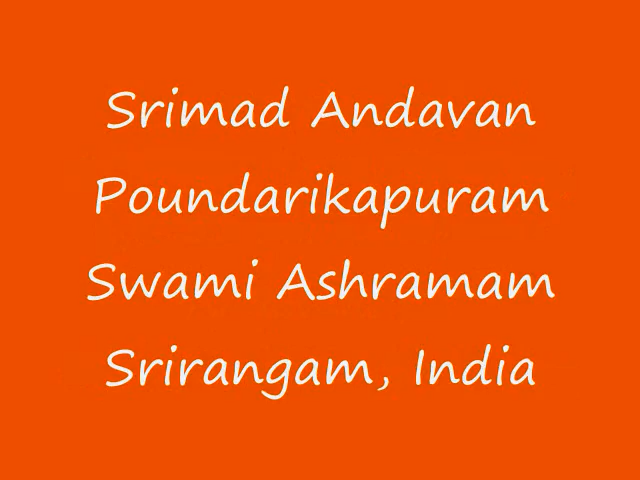 Srimad Andavan
Poundarikapuram
Swami Ashramam
Srirangam, India